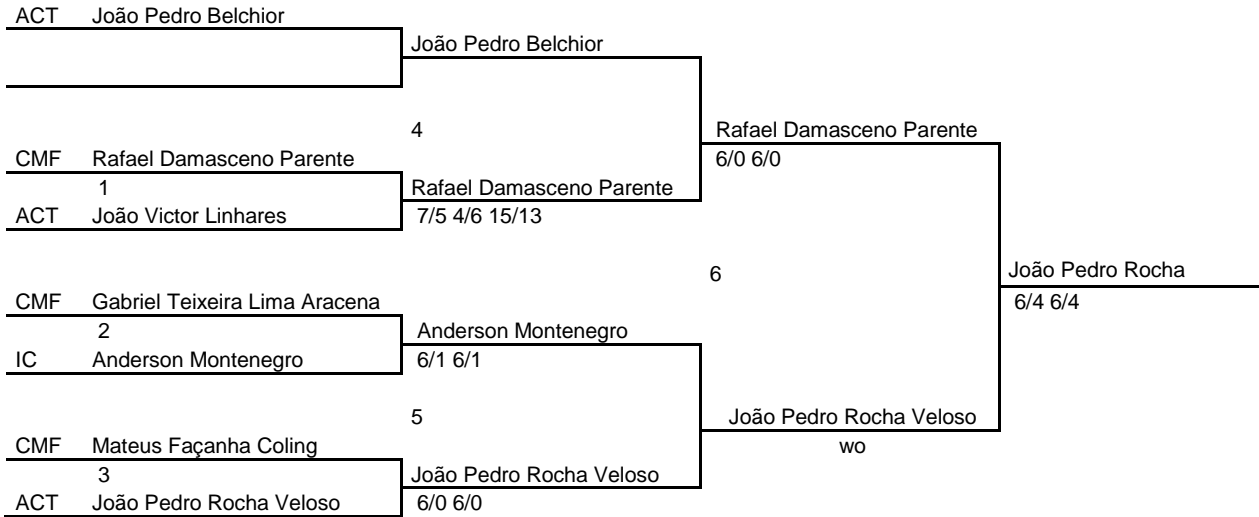 ACT João Pedro Belchior
João Pedro Belchior
4
Rafael Damasceno Parente
CMF Rafael Damasceno Parente
6/0 6/0
1
Rafael Damasceno Parente
ACT João Victor Linhares
7/5 4/6 15/13
6
João Pedro Rocha
CMF Gabriel Teixeira Lima Aracena
6/4 6/4
2
Anderson Montenegro
IC Anderson Montenegro
6/1 6/1
5
João Pedro Rocha Veloso
CMF Mateus Façanha Coling
wo
3
João Pedro Rocha Veloso
ACT João Pedro Rocha Veloso
6/0 6/0